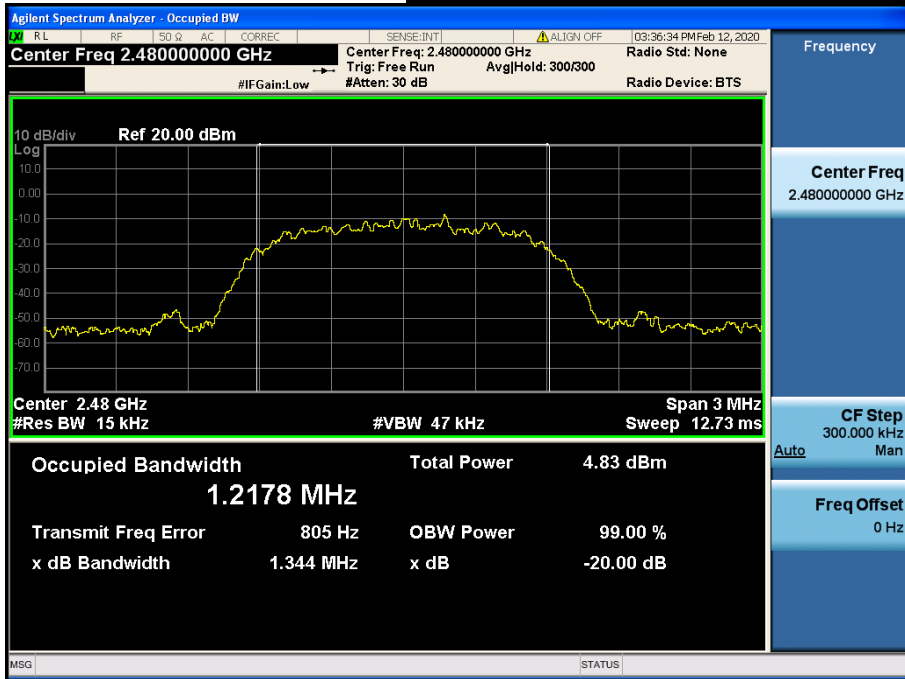 Agilent Spectrum Analyzer - Occupied BW
LXI RL RF 50 Ω AC CORREC SENSE:INT ALIGN OFF 03:36:34 PM Feb 12, 2020
Center Freq 2.480000000 GHz
Center Freq: 2.480000000 GHz
Radio Std: None
Trig: Free Run Avg|Hold: 300/300
#IFGain:Low #Atten: 30 dB Radio Device: BTS
10 dB/div Ref 20.00 dBm
Log
10.0
0.00
-10.0
-20.0
-30.0
-40.0
-50.0
-60.0
-70.0
Center 2.48 GHz Span 3 MHz
#Res BW 15 kHz #VBW 47 kHz Sweep 12.73 ms
Occupied Bandwidth Total Power 4.83 dBm
1.2178 MHz
Transmit Freq Error 805 Hz OBW Power 99.00 %
x dB Bandwidth 1.344 MHz x dB -20.00 dB
MSG STATUS
Frequency
Center Freq
2.480000000 GHz
CF Step
300.000 kHz
Auto Man
Freq Offset
0 Hz